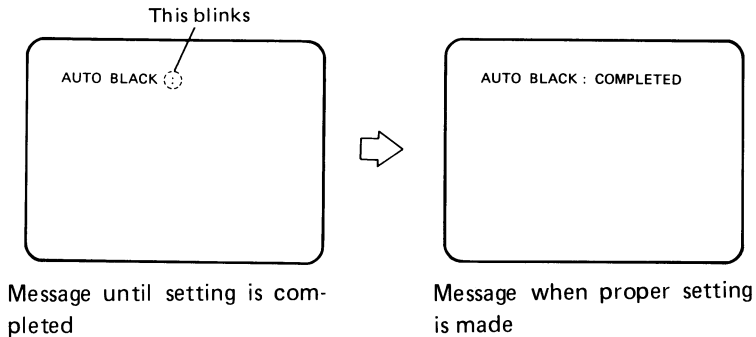 This blinks
AUTO BLACK :
AUTO BLACK : COMPLETED
Message until setting is com-
pleted
Message when proper setting
is made